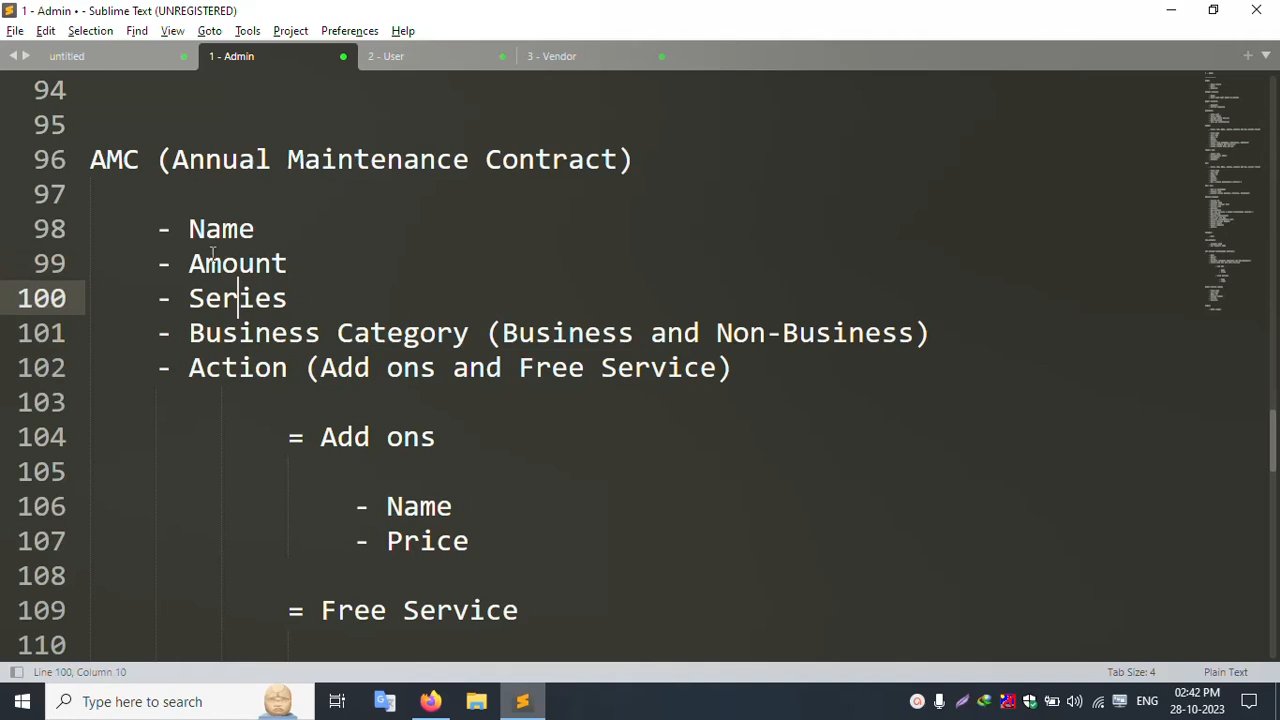 1 - Admin • - Sublime Text (UNREGISTERED)
File Edit Selection Find View Goto Tools Project Preferences Help
untitled 1 - Admin 2 - User 3 - Vendor
94
95
96 AMC (Annual Maintenance Contract)
97
98 - Name
99 - Amount
100 - Series
101 - Business Category (Business and Non-Business)
102 - Action (Add ons and Free Service)
103
104 = Add ons
105
106 - Name
107 - Price
108
109 = Free Service
110
Line 100, Column 10 Tab Size: 4 Plain Text
Type here to search ENG 02:42 PM
28-10-2023